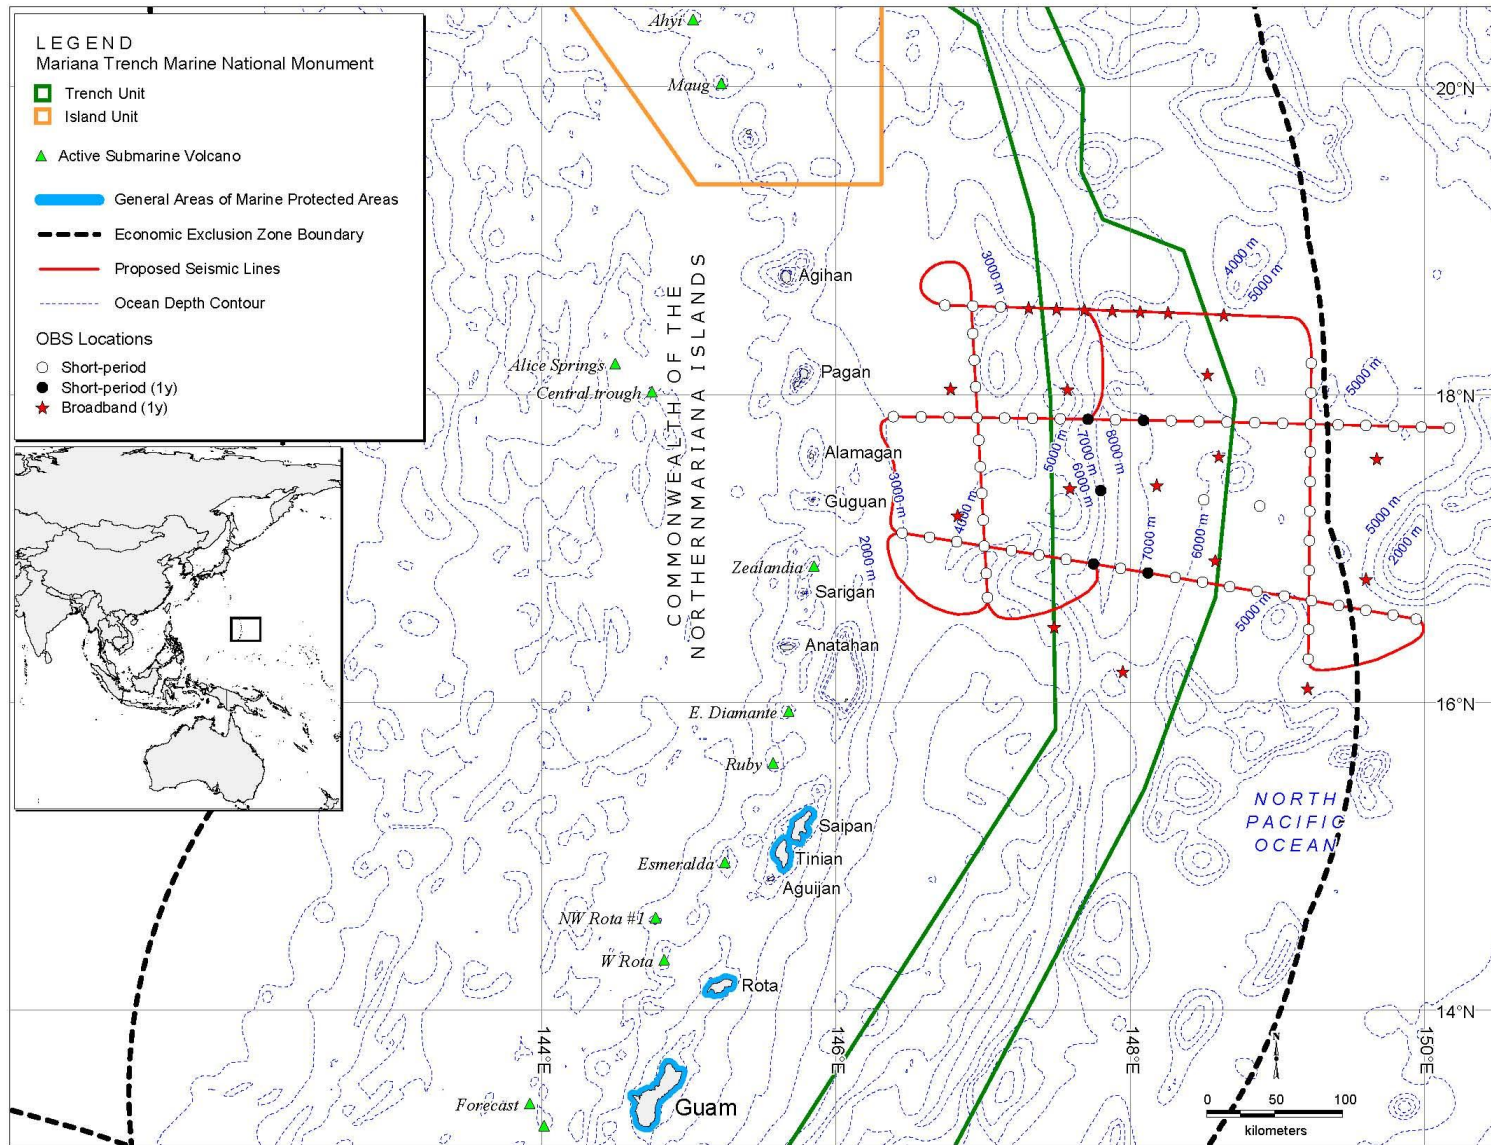 LEGEND
Mariana Trench Marine National Monument
Trench Unit
Island Unit
Active Submarine Volcano
General Areas of Marine Protected Areas
Economic Exclusion Zone Boundary
Proposed Seismic Lines
Ocean Depth Contour
OBS Locations
Short-period
Short-period (1y)
Broadband (1y)
Ahyi
Maug
20°N
COMMONWEALTH OF THE
NORTHERNMARIANA ISLANDS
Agihan
3000 m
4000 m
5000 m
Alice Springs
Pagan
Central trough
18°N
5000 m
Alamagan
5000 m
7000 m
6000 m
8000 m
Guguan
3000 m
4000 m
7000 m
6000 m
5000 m
2000 m
2000 m
Zealandia
Sarigan
5000 m
Anatahan
E. Diamante
16°N
Ruby
NORTH
PACIFIC
OCEAN
Saipan
Tinian
Aguijan
Esmeralda
NW Rota #1
W Rota
Rota
14°N
144°E
146°E
148°E
150°E
Forecast
Guam
N
0 50 100
kilometers